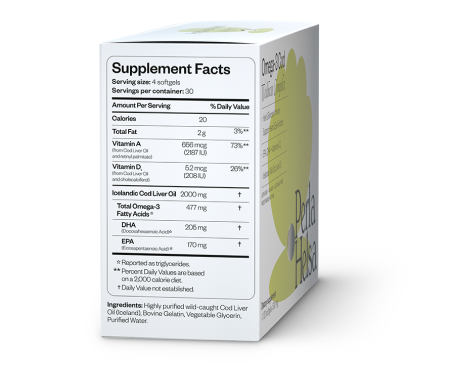 Supplement Facts
Serving size: 4 softgels
Servings per container: 30
Amount Per Serving % Daily Value
Calories 20
Total Fat 2 g 3%**
Vitamin A 666 mcg 73%**
(from Cod Liver Oil (2187 IU)
and retinyl palmitate)
Vitamin D3 5.2 mcg 26%**
(from Cod Liver Oil (208 IU)
and cholecalciferol)
Icelandic Cod Liver Oil 2000 mg †
Total Omega-3 477 mg †
Fatty Acids☆
DHA 205 mg †
(Docosahexaenoic Acid)☆
EPA 170 mg †
(Eicosapentaenoic Acid)☆
☆ Reported as triglycerides.
** Percent Daily Values are based
on a 2,000 calorie diet.
† Daily Value not established.
Ingredients: Highly purified wild-caught Cod Liver
Oil (Iceland), Bovine Gelatin, Vegetable Glycerin,
Purified Water.
Omega-3 Cod
Perla
Helsa